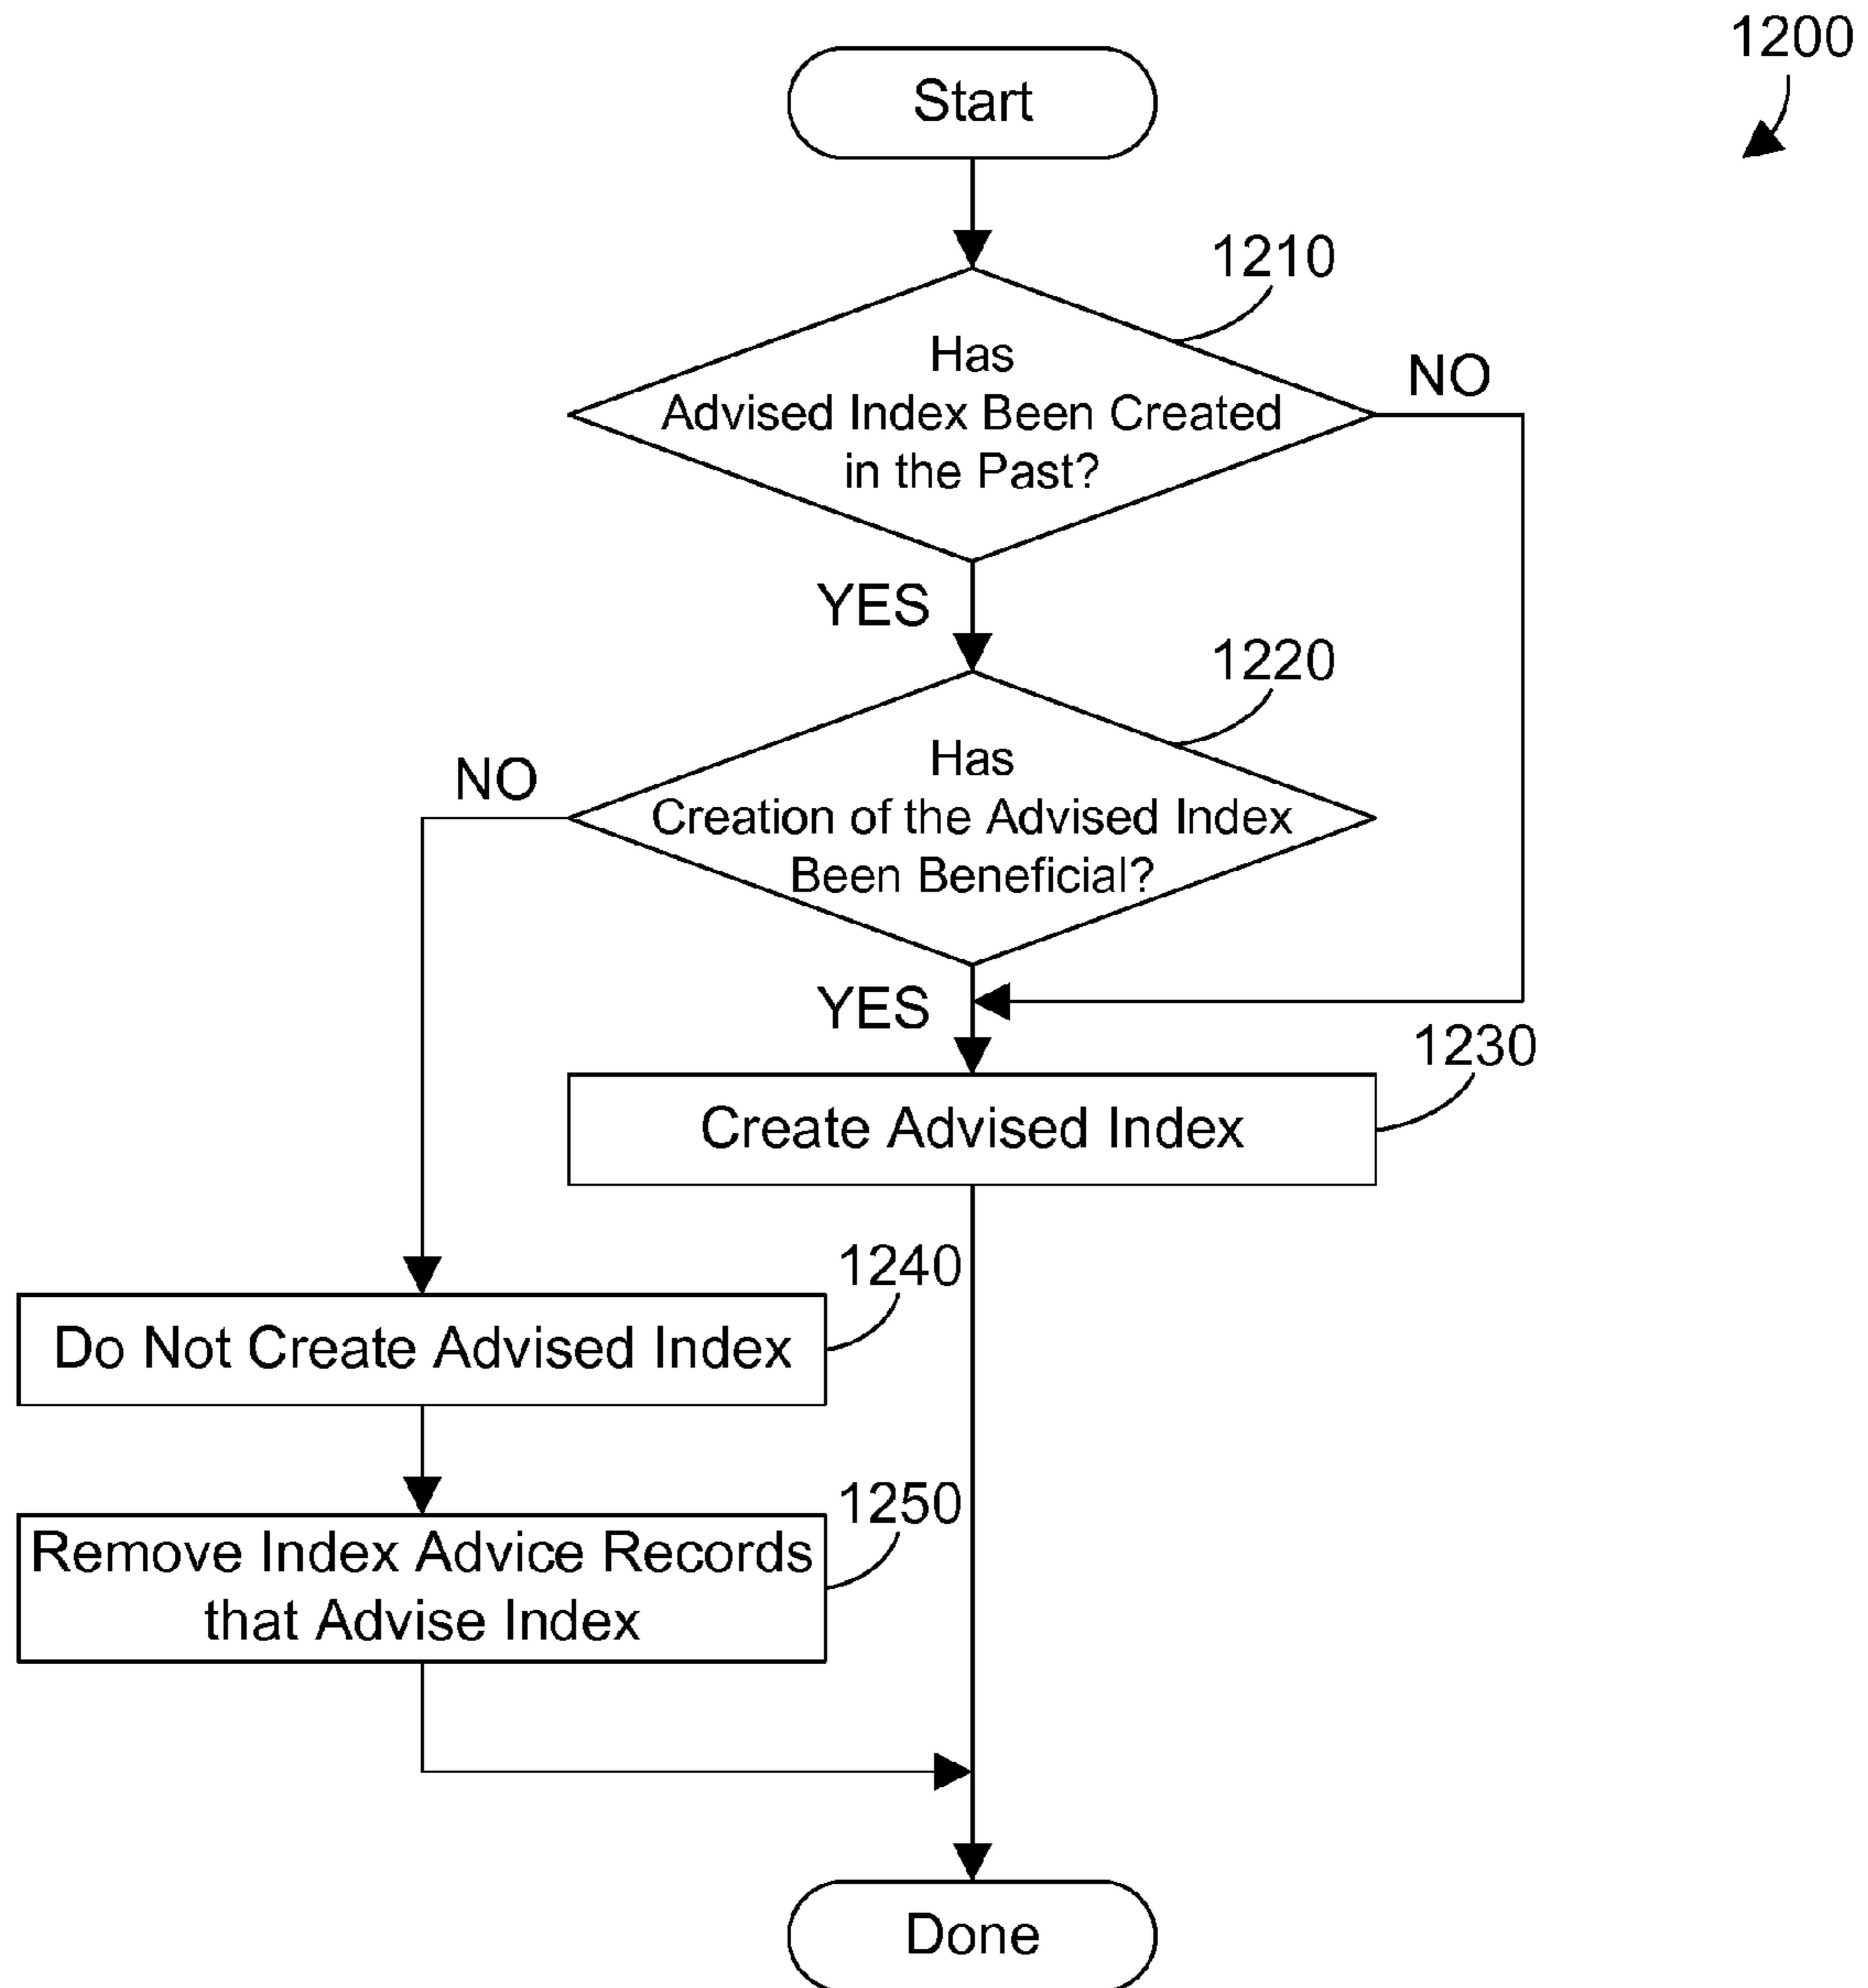 1200
Start
1210
Has
Advised Index Been Created
in the Past?
NO
YES
1220
Has
Creation of the Advised Index
Been Beneficial?
NO
YES
1230
Create Advised Index
1240
Do Not Create Advised Index
1250
Remove Index Advice Records
that Advise Index
Done